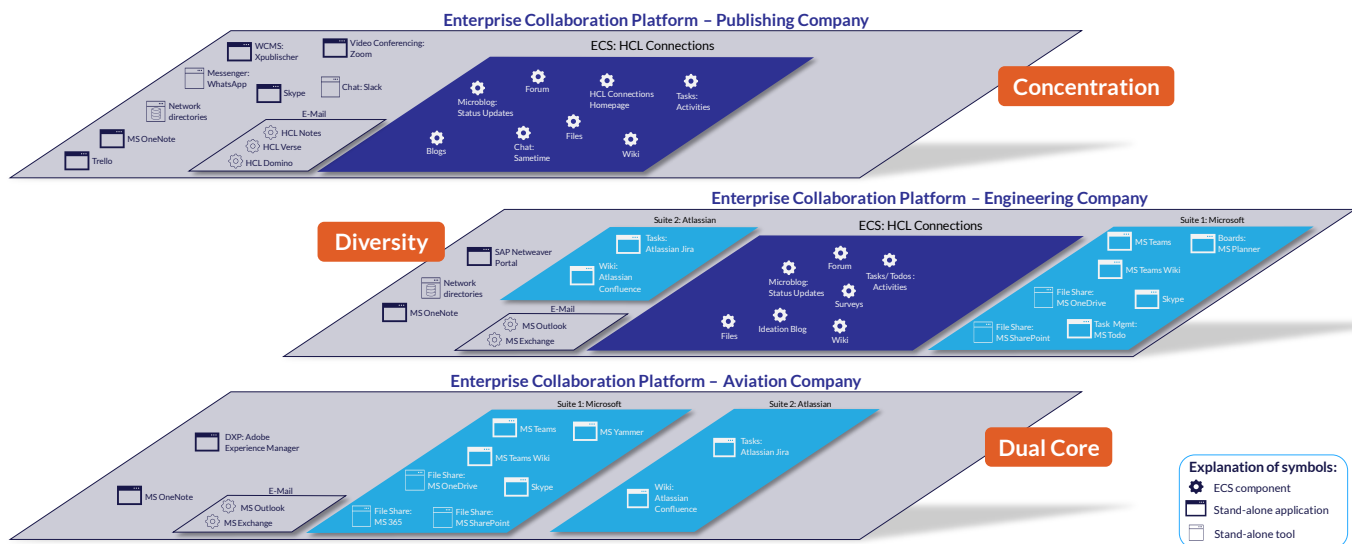 Enterprise Collaboration Platform – Publishing Company
WCMS:
Xpublischer
Video Conferencing:
Zoom
ECS: HCL Connections
Messenger:
WhatsApp
Skype
Chat: Slack
Network
directories
E-Mail
MS OneNote
HCL Notes
HCL Verse
Trello
HCL Domino
Microblog:
Status Updates
Forum
HCL Connections
Homepage
Tasks:
Activities
Blogs
Chat:
Sametime
Files
Wiki
Concentration
Enterprise Collaboration Platform – Engineering Company
Diversity
SAP Netweaver
Portal
Network
directories
MS OneNote
E-Mail
MS Outlook
MS Exchange
Suite 2: Atlassian
Tasks:
Atlassian Jira
Wiki:
Atlassian
Confluence
ECS: HCL Connections
Forum
Microblog:
Status Updates
Tasks/Todos :
Activities
Surveys
Files
Ideation Blog
Wiki
Suite 1: Microsoft
MS Teams
Boards:
MS Planner
MS Teams Wiki
File Share:
MS OneDrive
Skype
File Share:
MS SharePoint
Task Mgmt:
MS Todo
Enterprise Collaboration Platform – Aviation Company
DXP: Adobe
Experience Manager
MS OneNote
E-Mail
MS Outlook
MS Exchange
Suite 1: Microsoft
MS Teams
MS Yammer
MS Teams Wiki
File Share:
MS OneDrive
Skype
File Share:
MS 365
File Share:
MS SharePoint
Suite 2: Atlassian
Tasks:
Atlassian Jira
Wiki:
Atlassian
Confluence
Dual Core
Explanation of symbols:
ECS component
Stand-alone application
Stand-alone tool